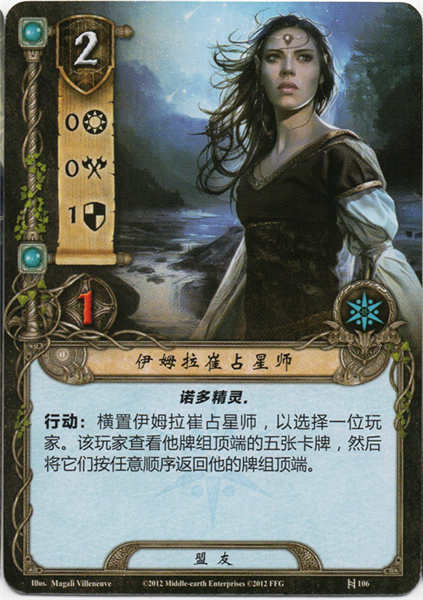 2
0
0
1
1
伊姆拉崔占星师
诺多精灵.
行动：横置伊姆拉崔占星师，以选择一位玩
家。该玩家查看他牌组顶端的五张卡牌，然后
将它们按任意顺序返回他的牌组顶端。
盟友
Illus. Magali Villeneuve ©2012 Middle-earth Enterprises ©2012 FFG 106